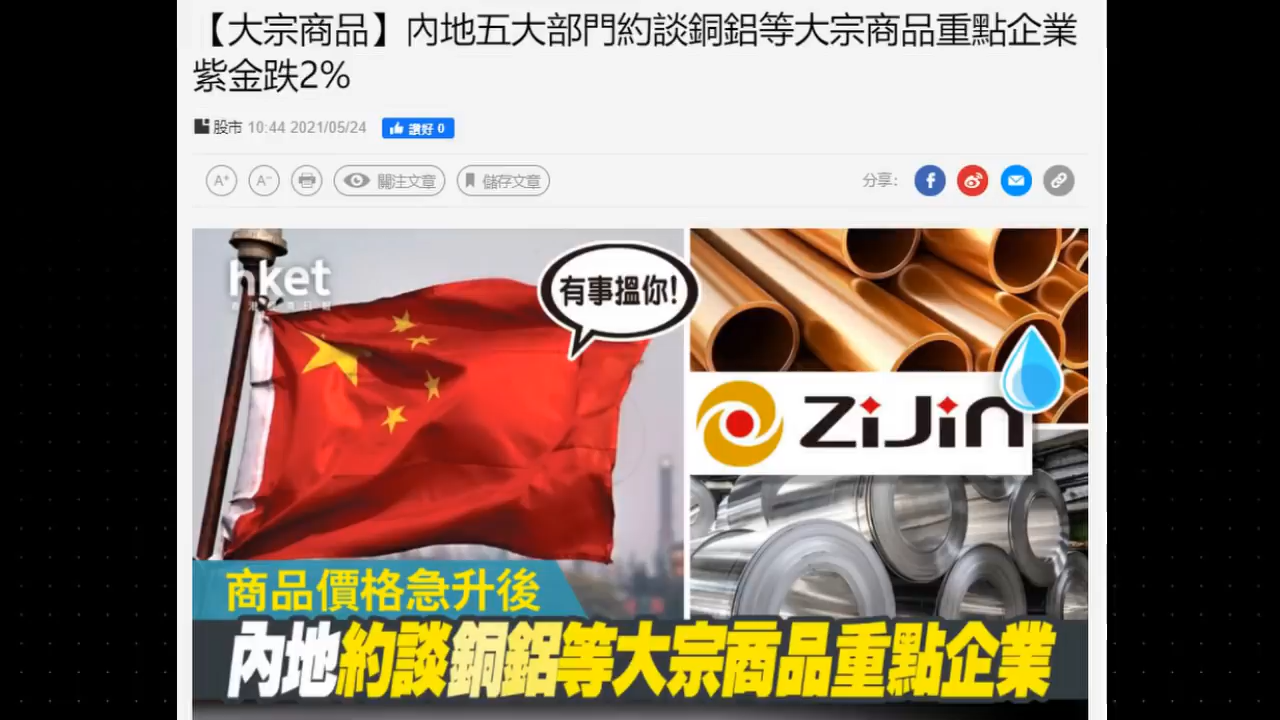 【大宗商品】內地五大部門約談銅鋁等大宗商品重點企業
紫金跌2%
股市 10:44 2021/05/24 讚好 0
A⁺ A⁻ 關注文章 儲存文章 分享:
hket
有事搵你!
ZiJin
商品價格急升後
內地約談銅鋁等大宗商品重點企業